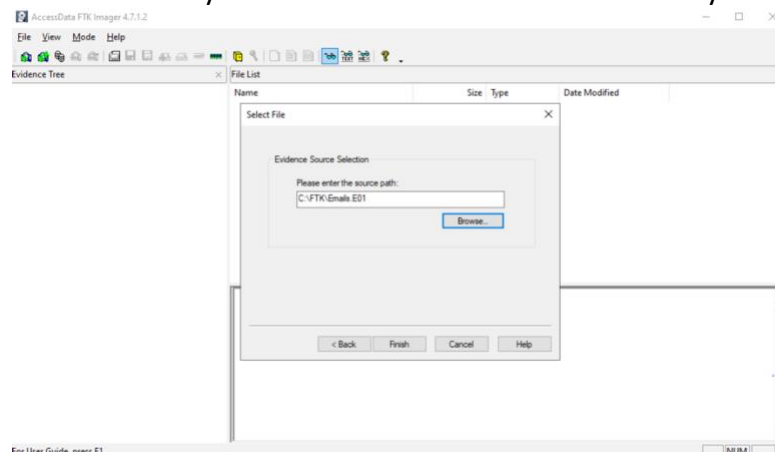 AccessData FTK Imager 4.7.1.2
File View Mode Help
Evidence Tree
File List
Name Size Type Date Modified
Select File
Evidence Source Selection
Please enter the source path:
C:\FTK\Emails.E01
Browse...
< Back Finish Cancel Help
For User Guide, press F1
NUM